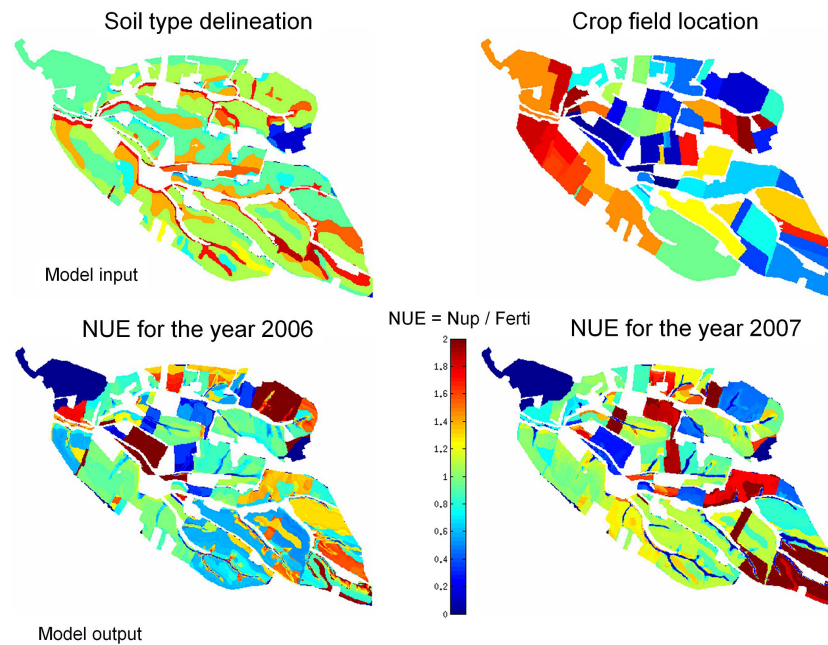 Soil type delineation
Crop field location
Model input
NUE for the year 2006
NUE = Nup / Ferti
NUE for the year 2007
2
1.8
1.6
1.4
1.2
1
0.8
0.6
0.4
0.2
0
Model output